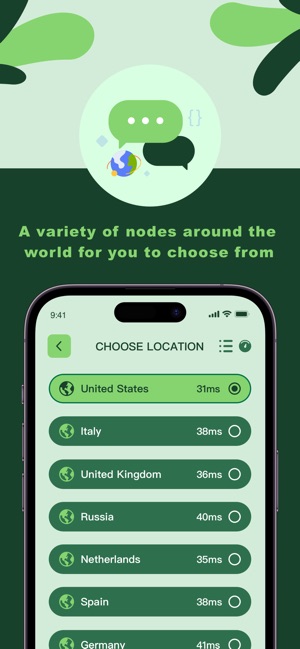 {}
A variety of nodes around the
world for you to choose from
9:41
CHOOSE LOCATION
United States 31ms
Italy 38ms
United Kingdom 36ms
Russia 40ms
Netherlands 35ms
Spain 38ms
Germany 41ms